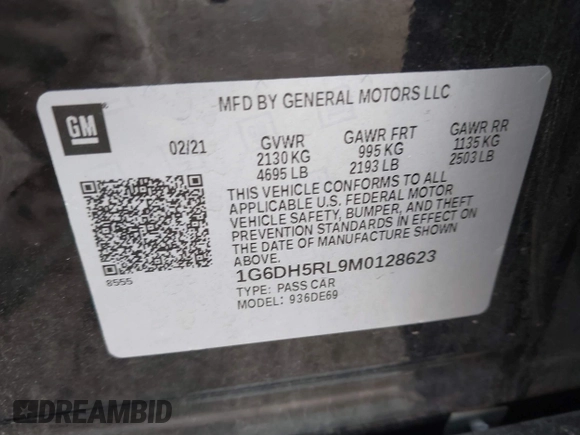 MFD BY GENERAL MOTORS LLC
GM
02/21
GVWR
2130 KG
4695 LB
GAWR FRT
995 KG
2193 LB
GAWR RR
1135 KG
2503 LB
THIS VEHICLE CONFORMS TO ALL
APPLICABLE U.S. FEDERAL MOTOR
VEHICLE SAFETY, BUMPER, AND THEFT
PREVENTION STANDARDS IN EFFECT ON
THE DATE OF MANUFACTURE SHOWN
ABOVE.
1G6DH5RL9M0128623
TYPE: PASS CAR
MODEL: 936DE69
8555
DREAMBID